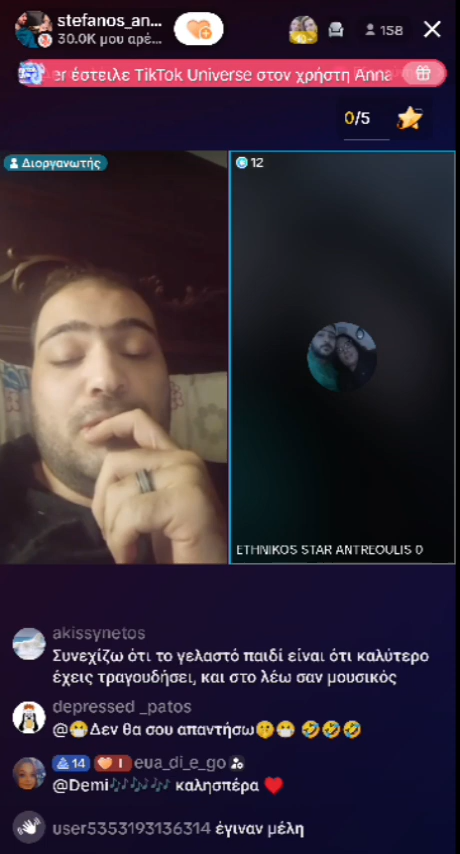 stefanos_an...
30.0K μου αρέ...
158
er έστειλε TikTok Universe στον χρήστη Anna
0/5
Διοργανωτής
12
ETHNIKOS STAR ANTREOULIS 0
akissynetos
Συνεχίζω ότι το γελαστό παιδί είναι ότι καλύτερο
έχεις τραγουδήσει, και στο λέω σαν μουσικός
depressed _patos
@😷Δεν θα σου απαντήσω🤫😷 🤣🤣🤣
14 I eua_di_e_go
@Demi🎶🎶🎶 καλησπέρα ♥️
user5353193136314 έγιναν μέλη